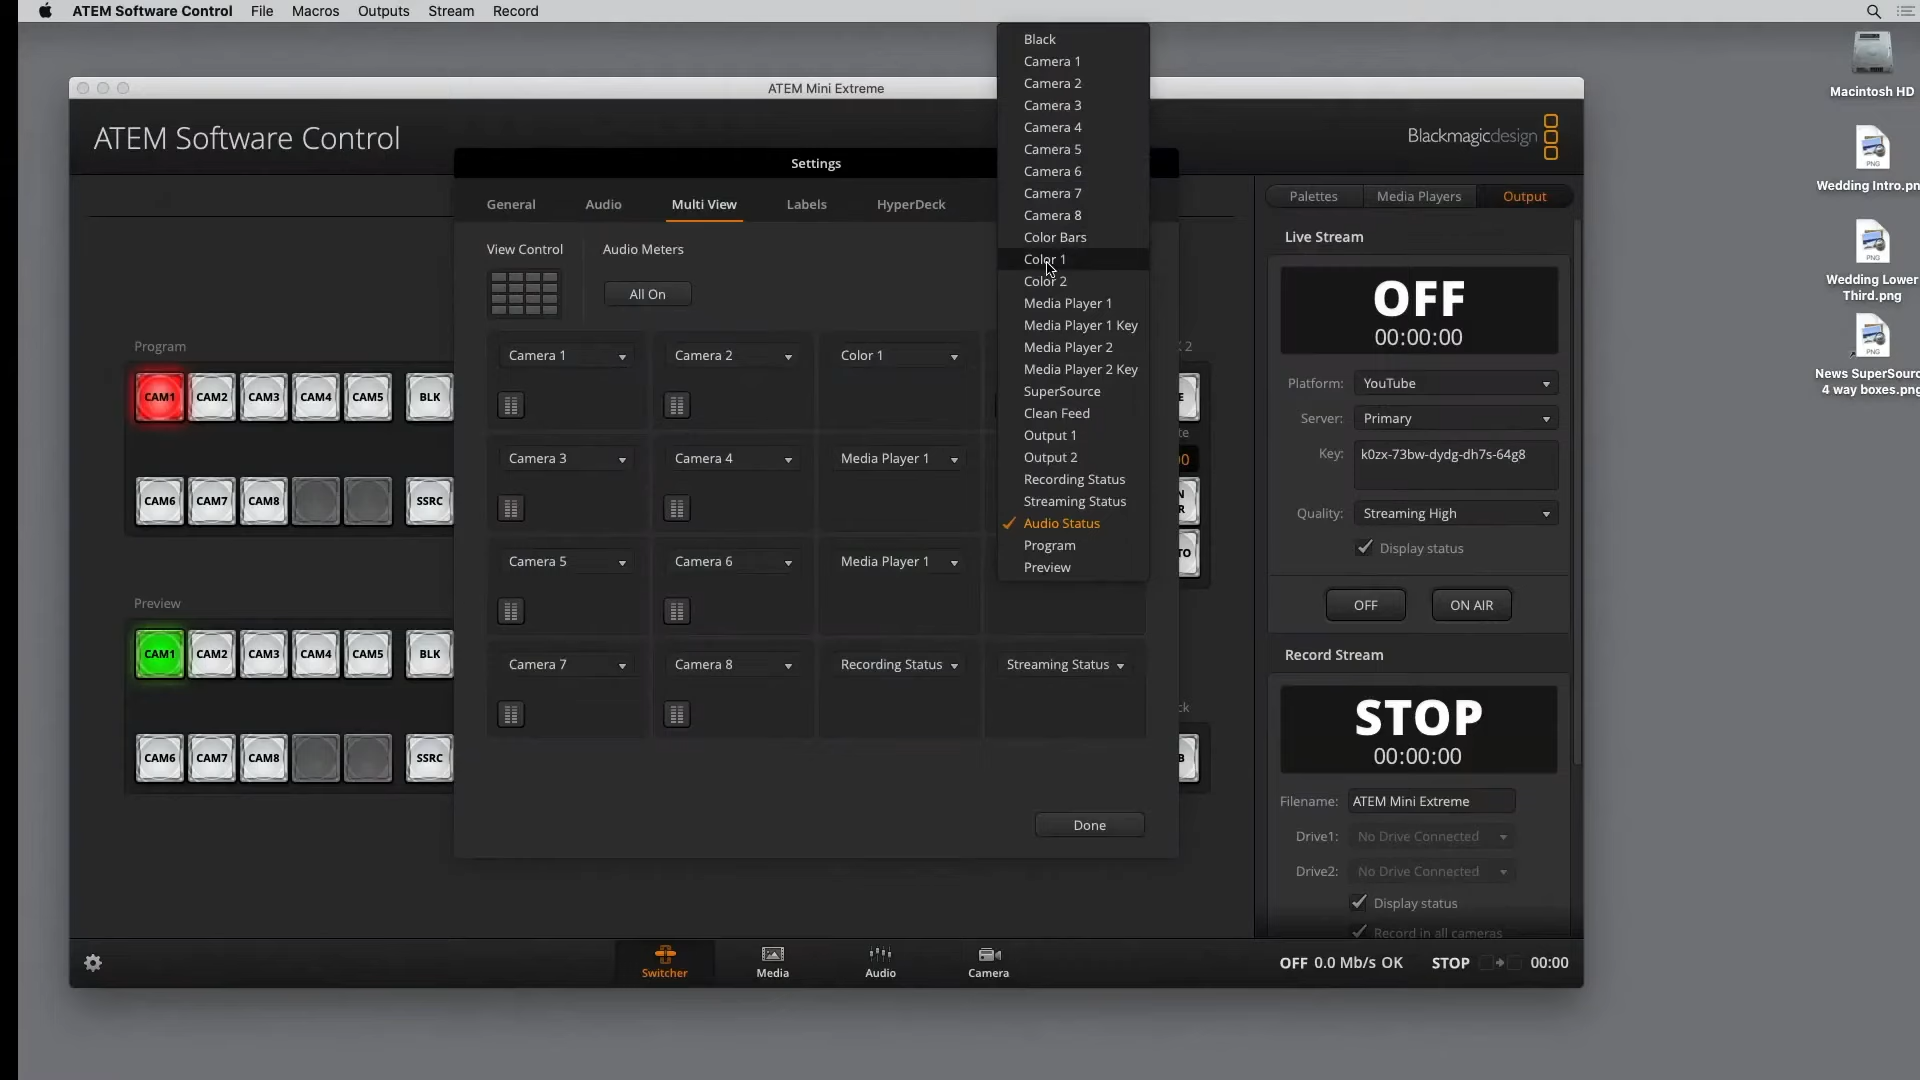 ATEM Software Control File Macros Outputs Stream Record
ATEM Mini Extreme
ATEM Software Control
Blackmagicdesign
Settings
General Audio Multi View Labels HyperDeck
View Control Audio Meters
All On
Camera 1 Camera 2 Color 1
Camera 3 Camera 4 Media Player 1
Camera 5 Camera 6 Media Player 1
Camera 7 Camera 8 Recording Status Streaming Status
Done
Black
Camera 1
Camera 2
Camera 3
Camera 4
Camera 5
Camera 6
Camera 7
Camera 8
Color Bars
Color 1
Color 2
Media Player 1
Media Player 1 Key
Media Player 2
Media Player 2 Key
SuperSource
Clean Feed
Output 1
Output 2
Recording Status
Streaming Status
Audio Status
Program
Preview
Program
CAM1 CAM2 CAM3 CAM4 CAM5 BLK
CAM6 CAM7 CAM8 SSRC
Preview
CAM1 CAM2 CAM3 CAM4 CAM5 BLK
CAM6 CAM7 CAM8 SSRC
Palettes Media Players Output
Live Stream
OFF
00:00:00
Platform: YouTube
Server: Primary
Key: k0zx-73bw-dydg-dh7s-64g8
Quality: Streaming High
Display status
OFF ON AIR
Record Stream
STOP
00:00:00
Filename: ATEM Mini Extreme
Drive1: No Drive Connected
Drive2: No Drive Connected
Display status
Record in all cameras
Switcher Media Audio Camera
OFF 0.0 Mb/s OK STOP 00:00
Macintosh HD
PNG
Wedding Intro.pn
PNG
Wedding Lower
Third.png
PNG
News SuperSourc
4 way boxes.png